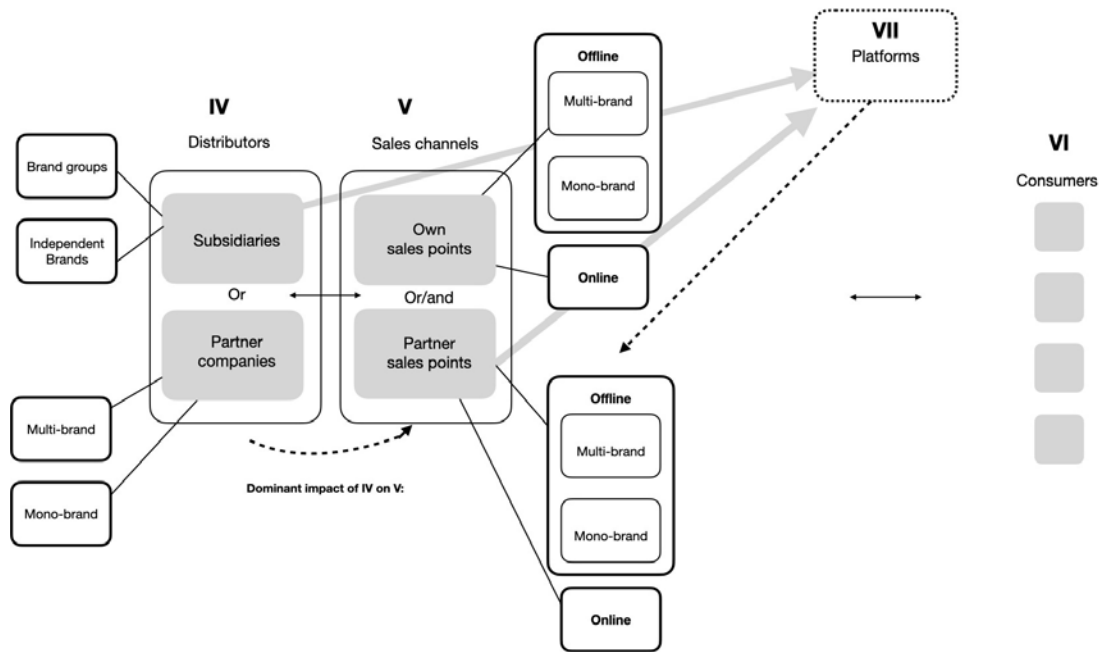 IV
Distributors
Brand groups
Independent
Brands
Subsidiaries
Or
Partner
companies
Multi-brand
Mono-brand
V
Sales channels
Own
sales points
Or/and
Partner
sales points
Dominant impact of IV on V:
Offline
Multi-brand
Mono-brand
Online
Offline
Multi-brand
Mono-brand
Online
VII
Platforms
VI
Consumers